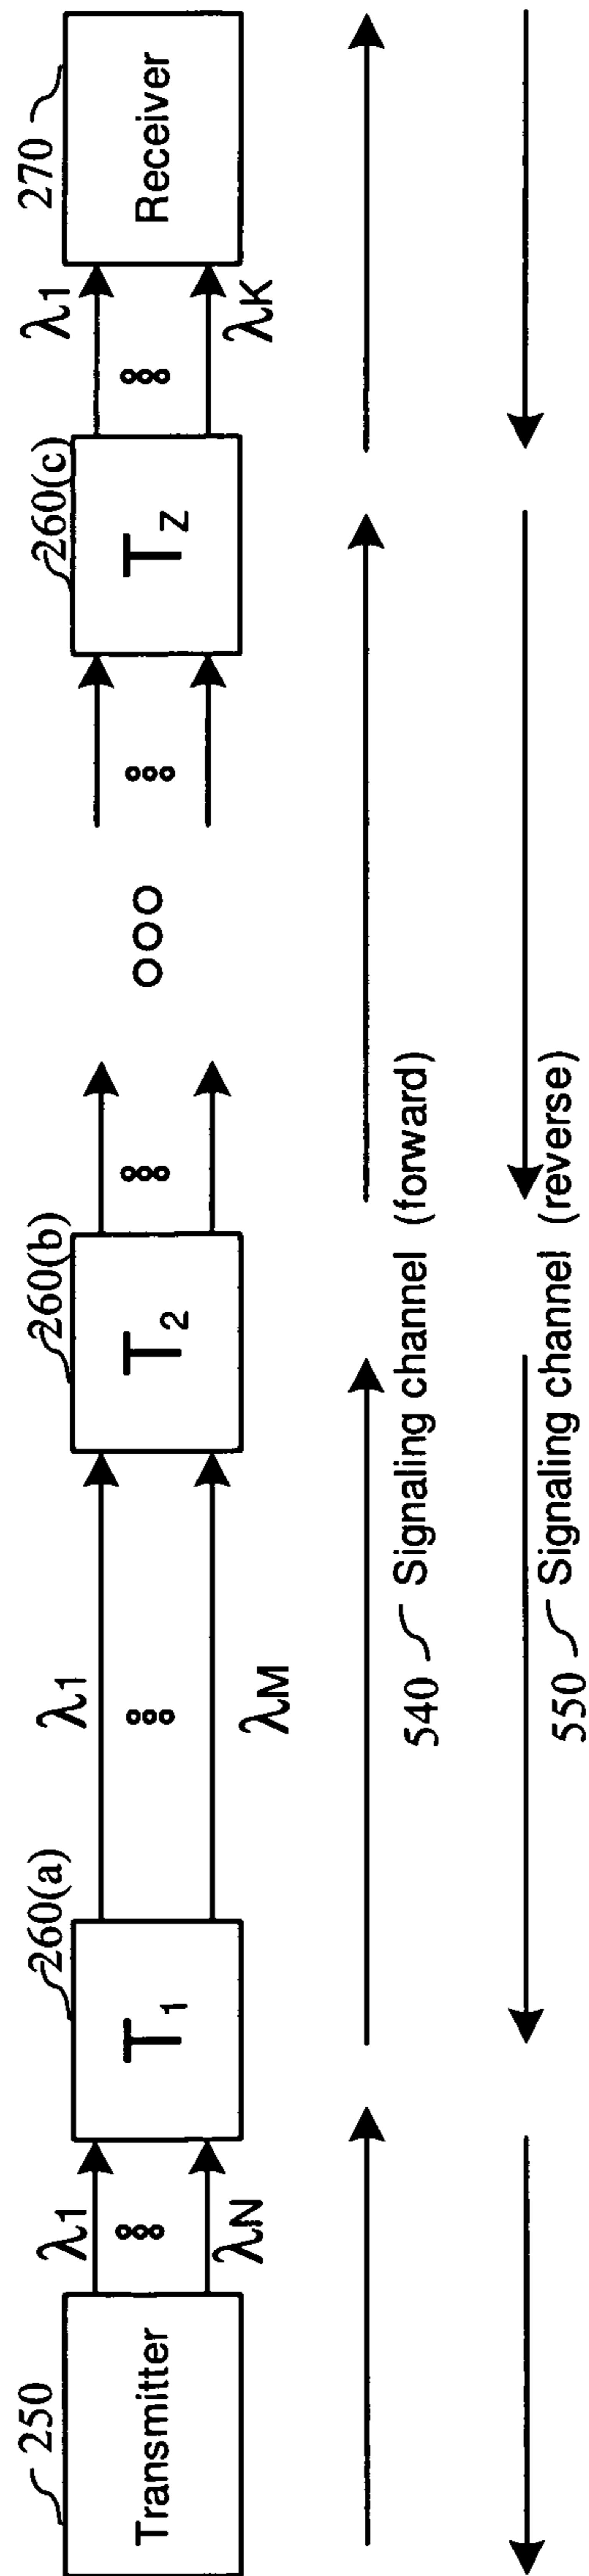 250
Transmitter
λ1
λN
260(a)
T1
λ1
λM
260(b)
T2
260(c)
TZ
λ1
λK
270
Receiver
540 Signaling channel (forward)
550 Signaling channel (reverse)